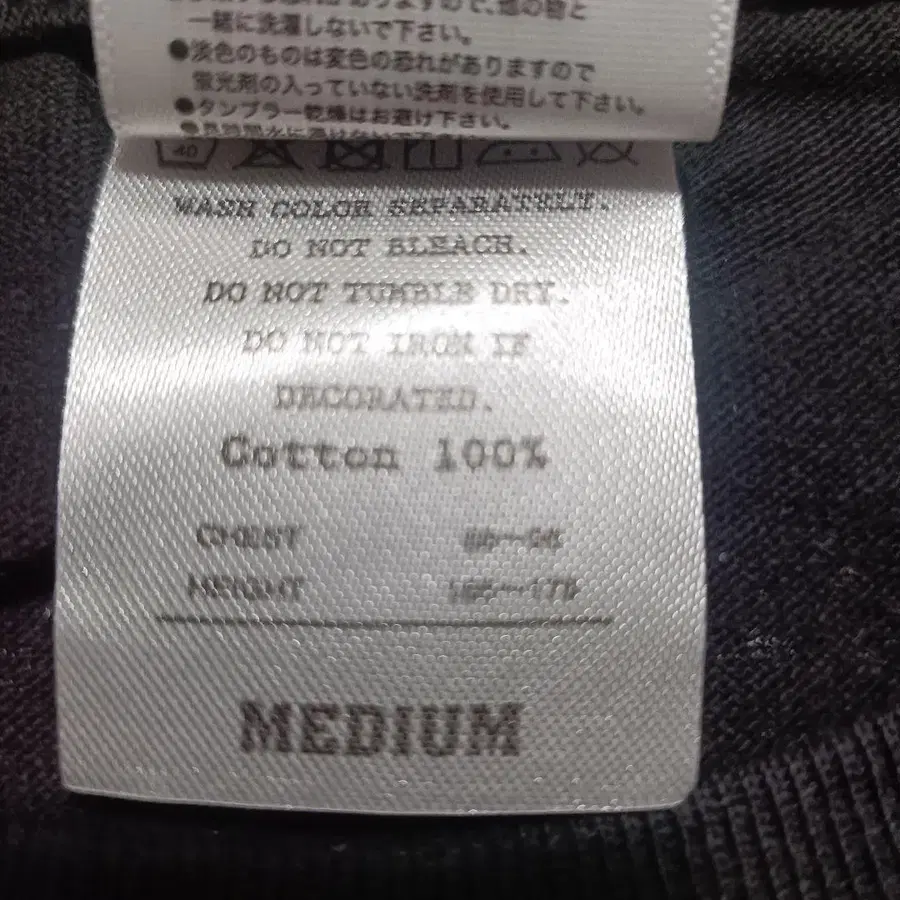 一緒に洗濯しないで下さい。
●淡色のものは変色の恐れがありますので
蛍光剤の入っていない洗剤を使用して下さい。
●タンブラー乾燥はお避け下さい。
40
WASH COLOR SEPARATELY.
DO NOT BLEACH.
DO NOT TUMBLE DRY.
DO NOT IRON IF
DECORATED.
Cotton 100%
CHEST
HEIGHT
MEDIUM